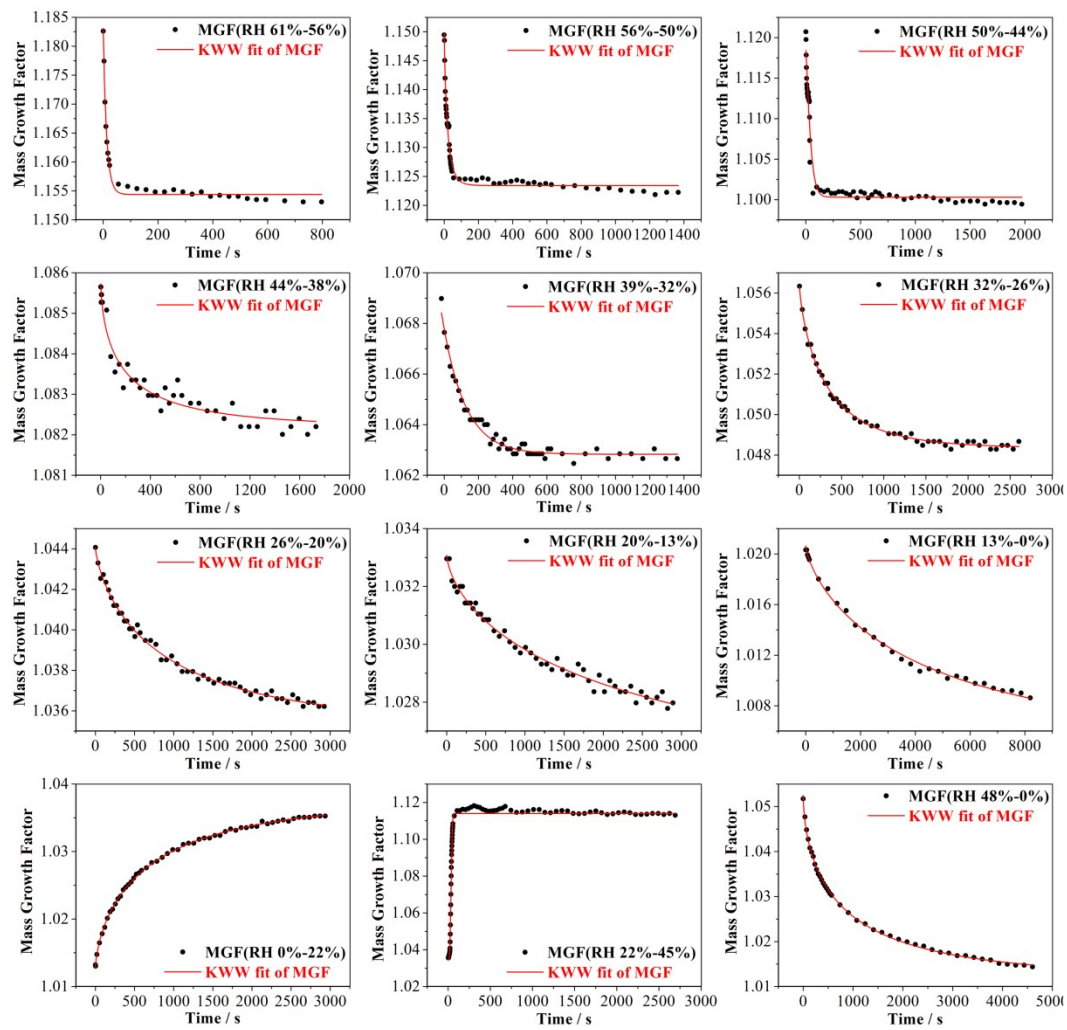 MGF(RH 61%-56%)
KWW fit of MGF
Mass Growth Factor
1.185
1.180
1.175
1.170
1.165
1.160
1.155
1.150
0 200 400 600 800
Time / s
MGF(RH 56%-50%)
KWW fit of MGF
Mass Growth Factor
1.150
1.145
1.140
1.135
1.130
1.125
1.120
0 200 400 600 800 1000 1200 1400
Time / s
MGF(RH 50%-44%)
KWW fit of MGF
Mass Growth Factor
1.120
1.115
1.110
1.105
1.100
0 500 1000 1500 2000
Time / s
MGF(RH 44%-38%)
KWW fit of MGF
Mass Growth Factor
1.086
1.085
1.084
1.083
1.082
1.081
0 400 800 1200 1600 2000
Time / s
MGF(RH 39%-32%)
KWW fit of MGF
Mass Growth Factor
1.070
1.068
1.066
1.064
1.062
0 200 400 600 800 1000 1200 1400
Time / s
MGF(RH 32%-26%)
KWW fit of MGF
Mass Growth Factor
1.056
1.054
1.052
1.050
1.048
0 500 1000 1500 2000 2500 3000
Time / s
MGF(RH 26%-20%)
KWW fit of MGF
Mass Growth Factor
1.044
1.042
1.040
1.038
1.036
0 500 1000 1500 2000 2500 3000
Time / s
MGF(RH 20%-13%)
KWW fit of MGF
Mass Growth Factor
1.034
1.032
1.030
1.028
0 500 1000 1500 2000 2500 3000
Time / s
MGF(RH 13%-0%)
KWW fit of MGF
Mass Growth Factor
1.020
1.016
1.012
1.008
0 2000 4000 6000 8000
Time / s
MGF(RH 0%-22%)
KWW fit of MGF
Mass Growth Factor
1.04
1.03
1.02
1.01
0 500 1000 1500 2000 2500 3000
Time / s
MGF(RH 22%-45%)
KWW fit of MGF
Mass Growth Factor
1.12
1.10
1.08
1.06
1.04
1.02
0 500 1000 1500 2000 2500 3000
Time / s
MGF(RH 48%-0%)
KWW fit of MGF
Mass Growth Factor
1.05
1.04
1.03
1.02
1.01
0 1000 2000 3000 4000 5000
Time / s